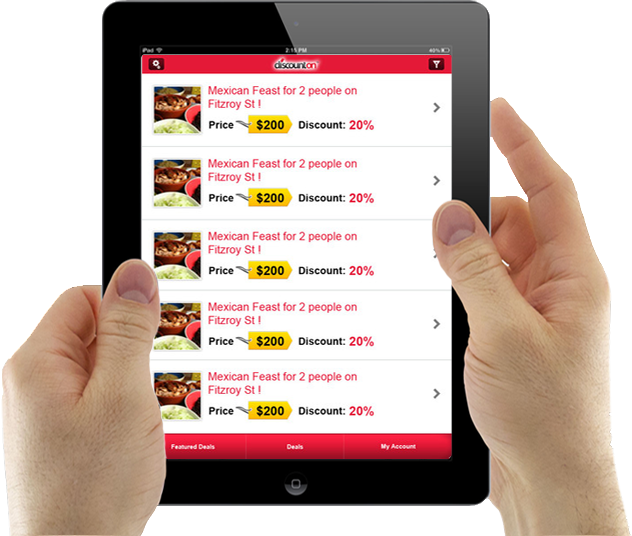 iPad 2:15 PM 40%
discounton
Mexican Feast for 2 people on
Fitzroy St !
Price $200 Discount: 20%
Mexican Feast for 2 people on
Fitzroy St !
Price $200 Discount: 20%
Mexican Feast for 2 people on
Fitzroy St !
Price $200 Discount: 20%
Mexican Feast for 2 people on
Fitzroy St !
Price $200 Discount: 20%
Mexican Feast for 2 people on
Fitzroy St !
Price $200 Discount: 20%
Featured Deals Deals My Account